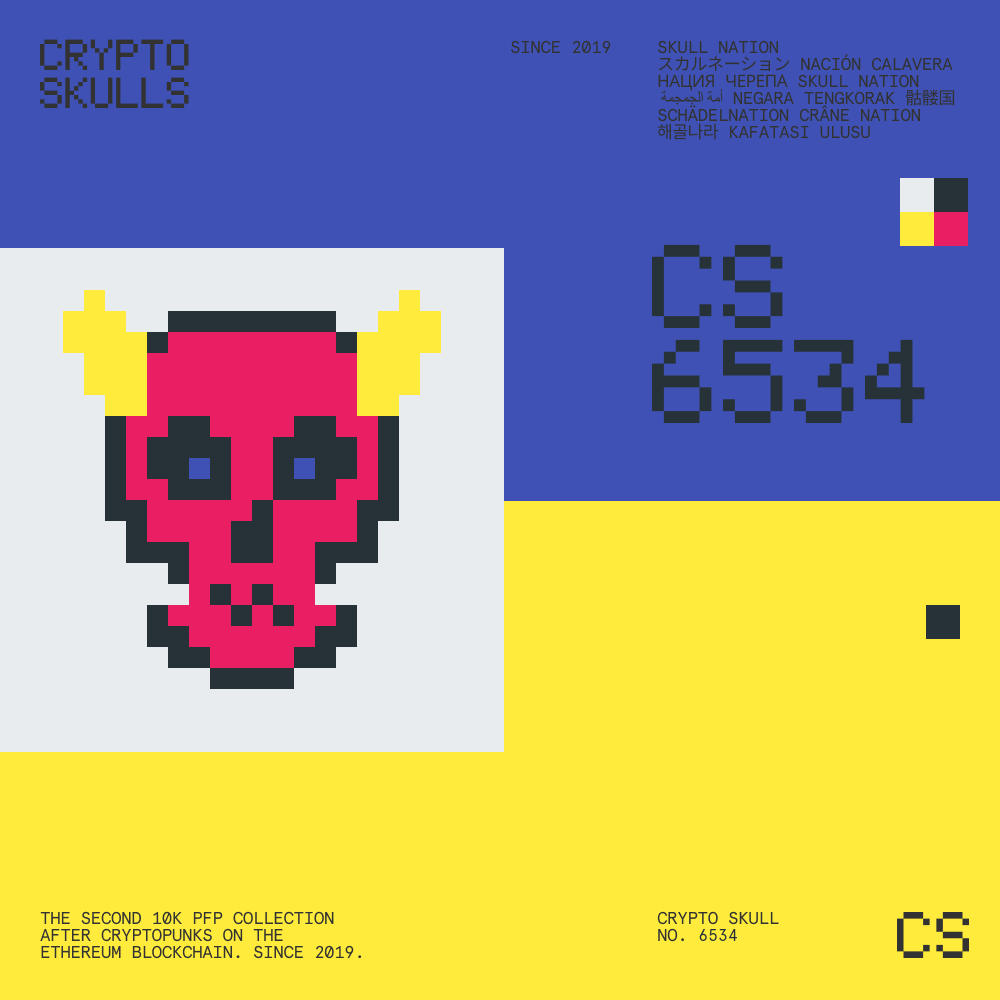 CRYPTO
SKULLS
SINCE 2019
SKULL NATION
スカルネーション NACIÓN CALAVERA
НАЦИЯ ЧЕРЕПА SKULL NATION
أمة الجمجمة NEGARA TENGKORAK 骷髅国
SCHÄDELNATION CRÂNE NATION
해골나라 KAFATASI ULUSU
CS
6534
THE SECOND 10K PFP COLLECTION
AFTER CRYPTOPUNKS ON THE
ETHEREUM BLOCKCHAIN. SINCE 2019.
CRYPTO SKULL
NO. 6534
CS